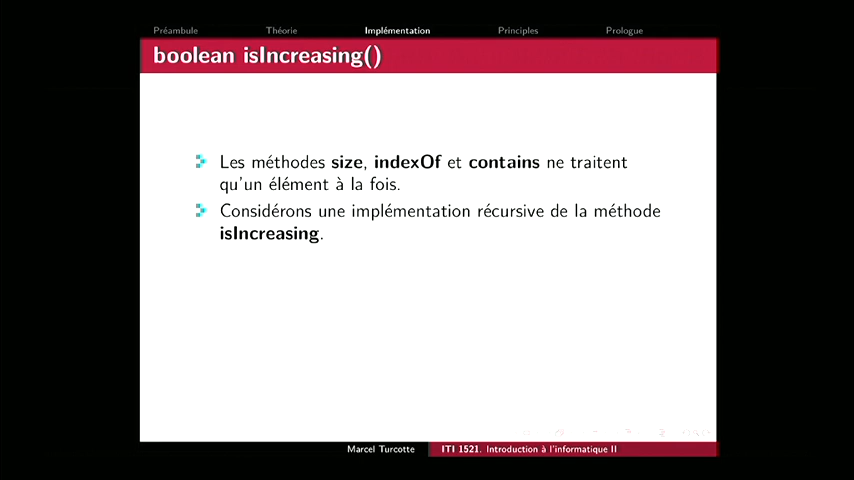 Préambule Théorie Implémentation Principles Prologue
boolean isIncreasing()
Les méthodes size, indexOf et contains ne traitent
qu'un élément à la fois.
Considérons une implémentation récursive de la méthode
isIncreasing.
Marcel Turcotte ITI 1521. Introduction à l'informatique II